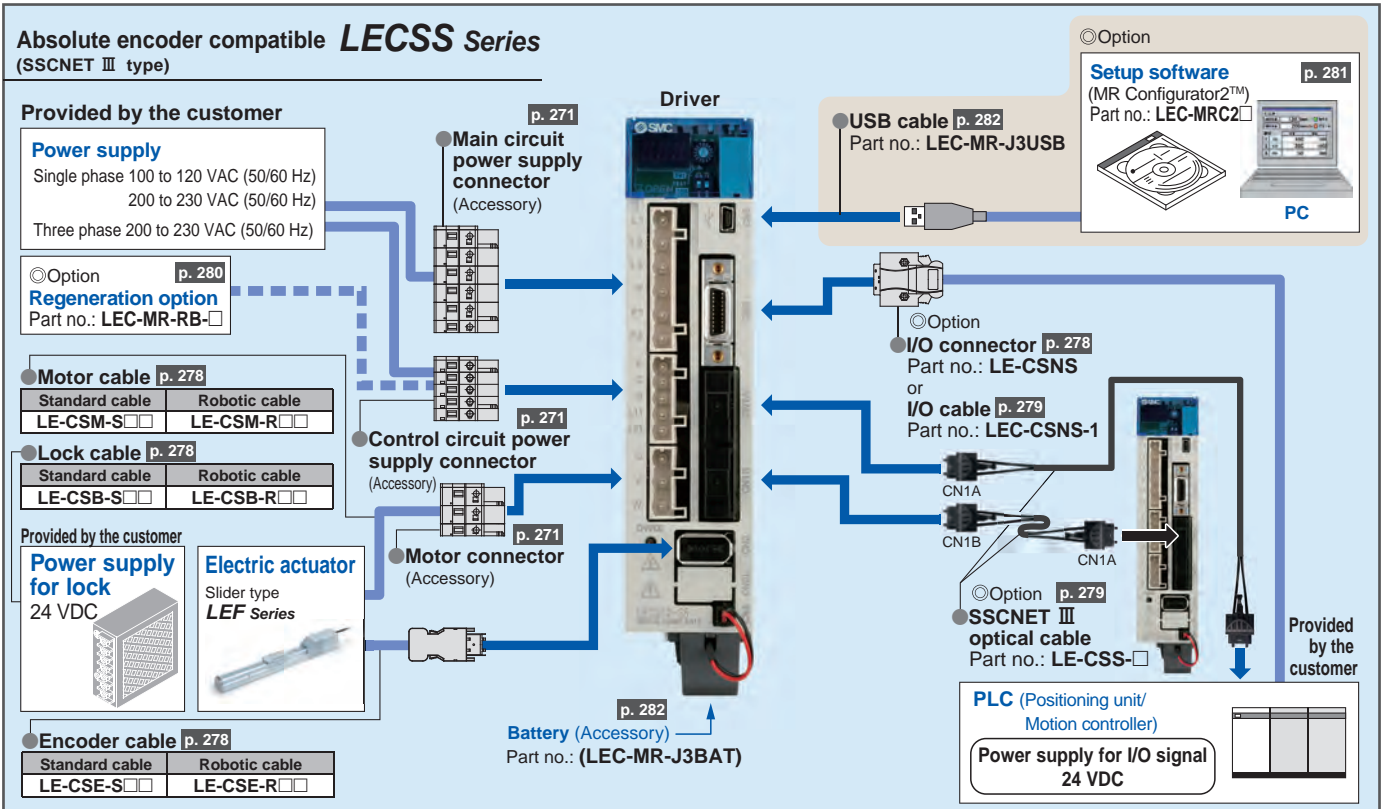 Absolute encoder compatible LECSS Series
(SSCNET Ⅲ type)
Provided by the customer
Power supply
Single phase 100 to 120 VAC (50/60 Hz)
200 to 230 VAC (50/60 Hz)
Three phase 200 to 230 VAC (50/60 Hz)
◎Option p. 280
Regeneration option
Part no.: LEC-MR-RB-□
●Motor cable p. 278
Standard cable Robotic cable
LE-CSM-S□□ LE-CSM-R□□
●Lock cable p. 278
Standard cable Robotic cable
LE-CSB-S□□ LE-CSB-R□□
Provided by the customer
Power supply
for lock
24 VDC
Electric actuator
Slider type
LEF Series
●Encoder cable p. 278
Standard cable Robotic cable
LE-CSE-S□□ LE-CSE-R□□
p. 271
●Main circuit
power supply
connector
(Accessory)
p. 271
●Control circuit power
supply connector
(Accessory)
p. 271
●Motor connector
(Accessory)
Driver
SMC
p. 282
Battery (Accessory)
Part no.: (LEC-MR-J3BAT)
◎Option
Setup software p. 281
(MR Configurator2™)
Part no.: LEC-MRC2□
PC
●USB cable p. 282
Part no.: LEC-MR-J3USB
◎Option
●I/O connector p. 278
Part no.: LE-CSNS
or
I/O cable p. 279
Part no.: LEC-CSNS-1
CN1A
CN1B
CN1A
◎Option p. 279
●SSCNET Ⅲ
optical cable
Part no.: LE-CSS-□
SMC
Provided
by the
customer
PLC (Positioning unit/
Motion controller)
Power supply for I/O signal
24 VDC